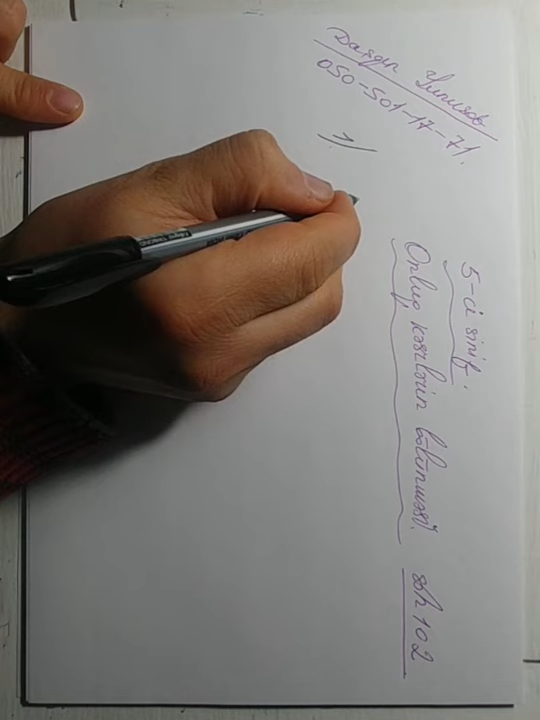 Daşqın Yunusov
050-501-17-71.
5-ci sinif.
Onluq kəsrlərin bölünməsi. səh 102
1.